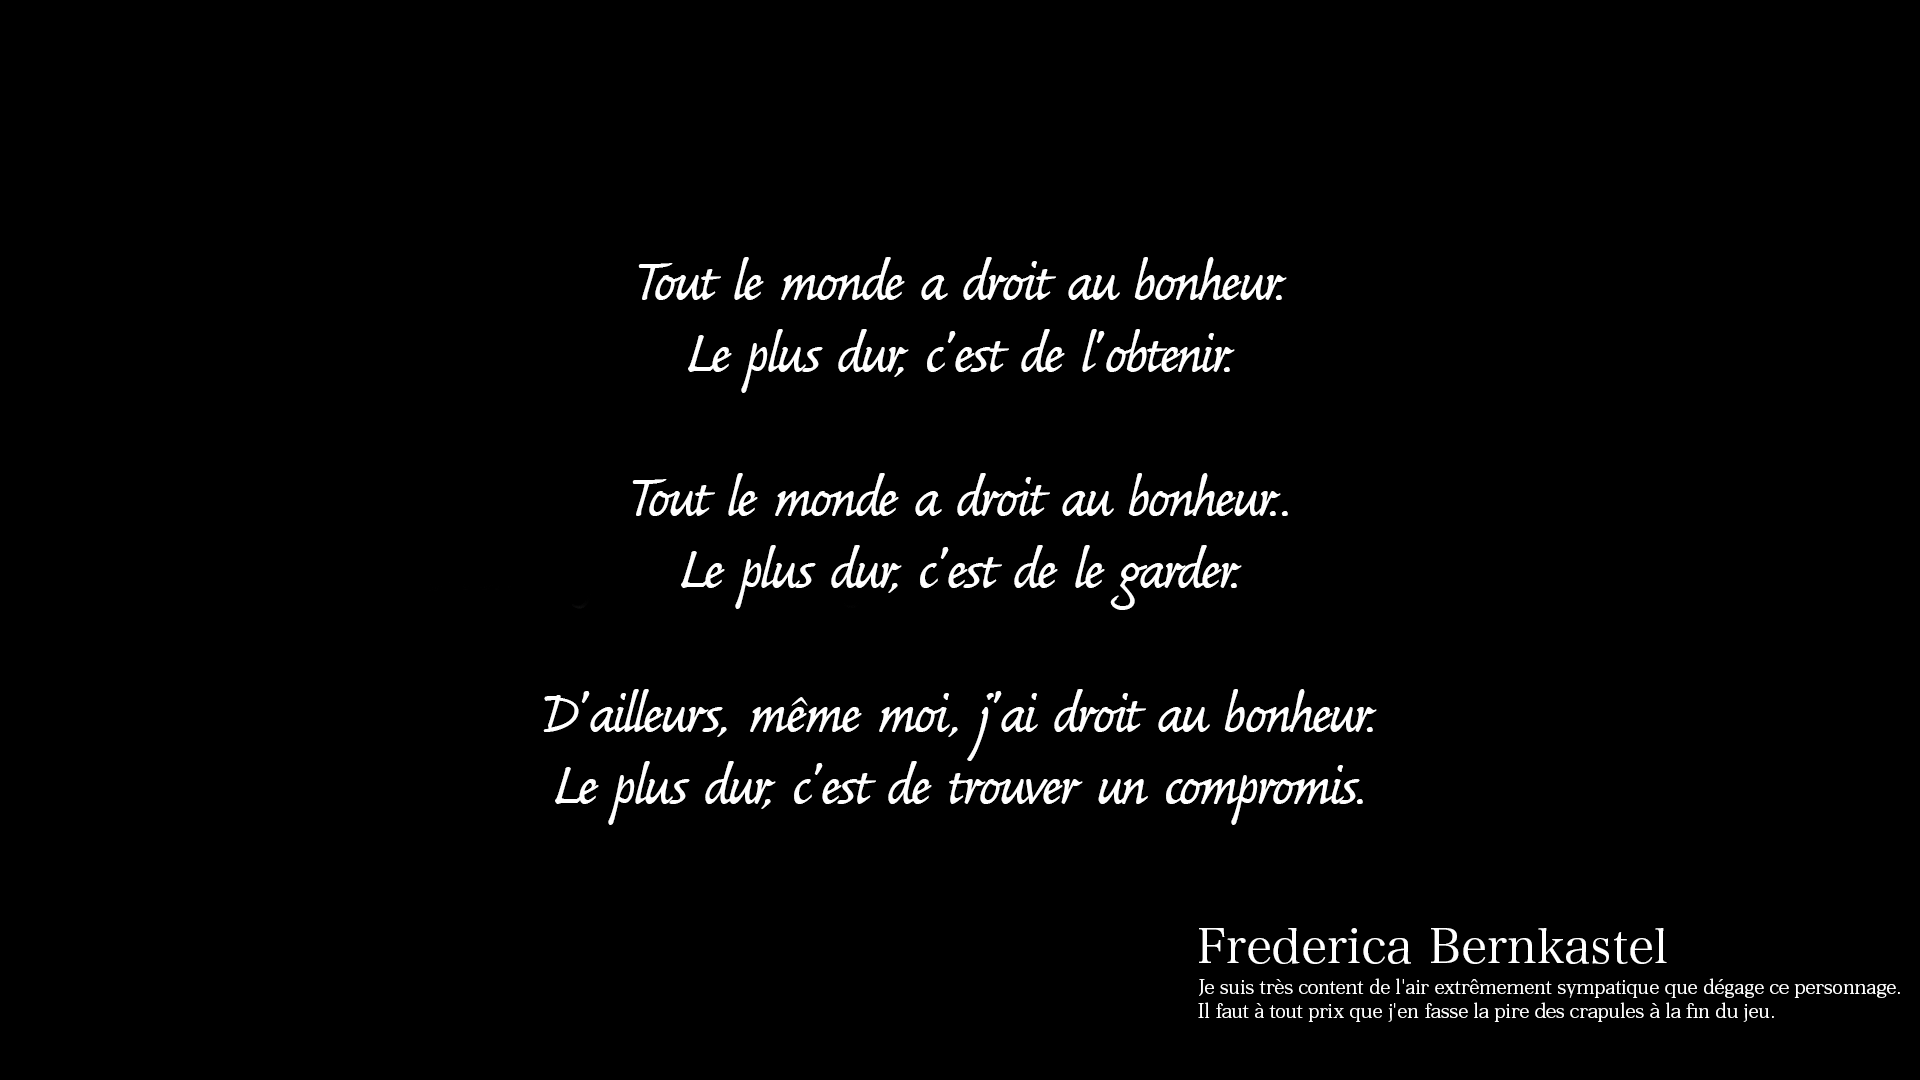 Tout le monde a droit au bonheur.
Le plus dur, c'est de l'obtenir.
Tout le monde a droit au bonheur..
Le plus dur, c'est de le garder.
D'ailleurs, même moi, j'ai droit au bonheur.
Le plus dur, c'est de trouver un compromis.
Frederica Bernkastel
Je suis très content de l'air extrêmement sympatique que dégage ce personnage.
Il faut à tout prix que j'en fasse la pire des crapules à la fin du jeu.